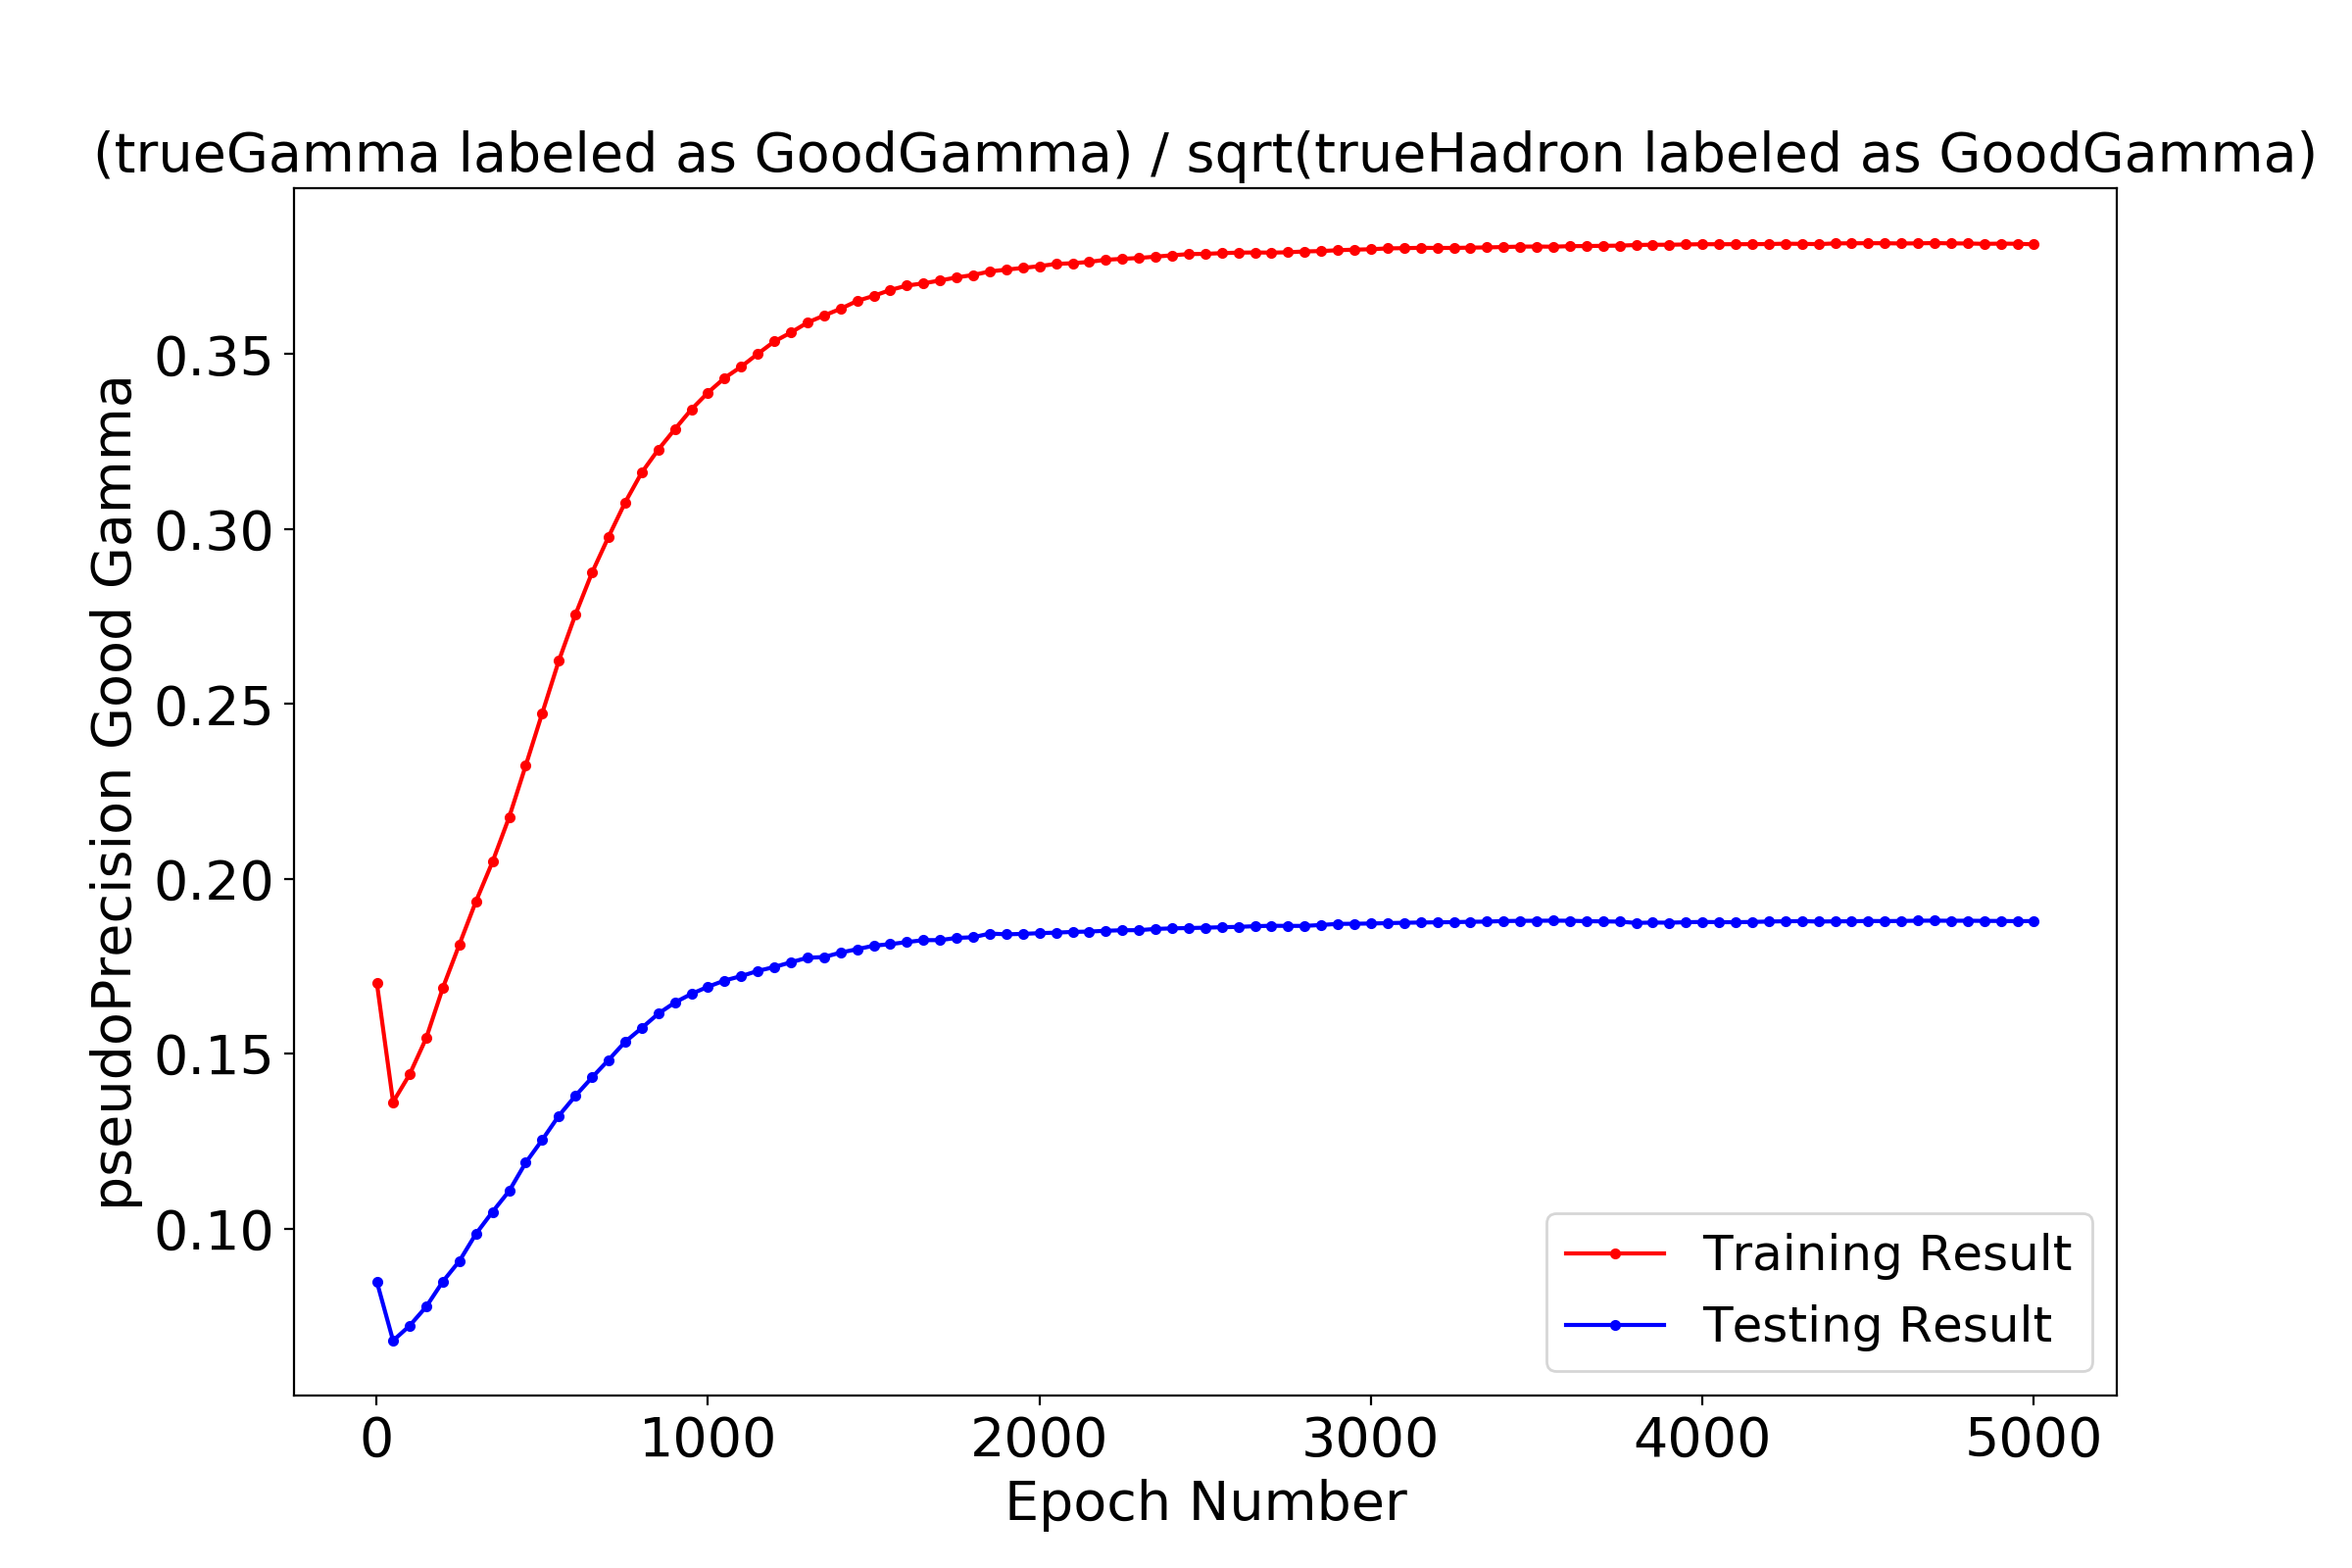 (trueGamma labeled as GoodGamma) / sqrt(trueHadron labeled as GoodGamma)
pseudoPrecision Good Gamma
0.35
0.30
0.25
0.20
0.15
0.10
Training Result
Testing Result
0 1000 2000 3000 4000 5000
Epoch Number